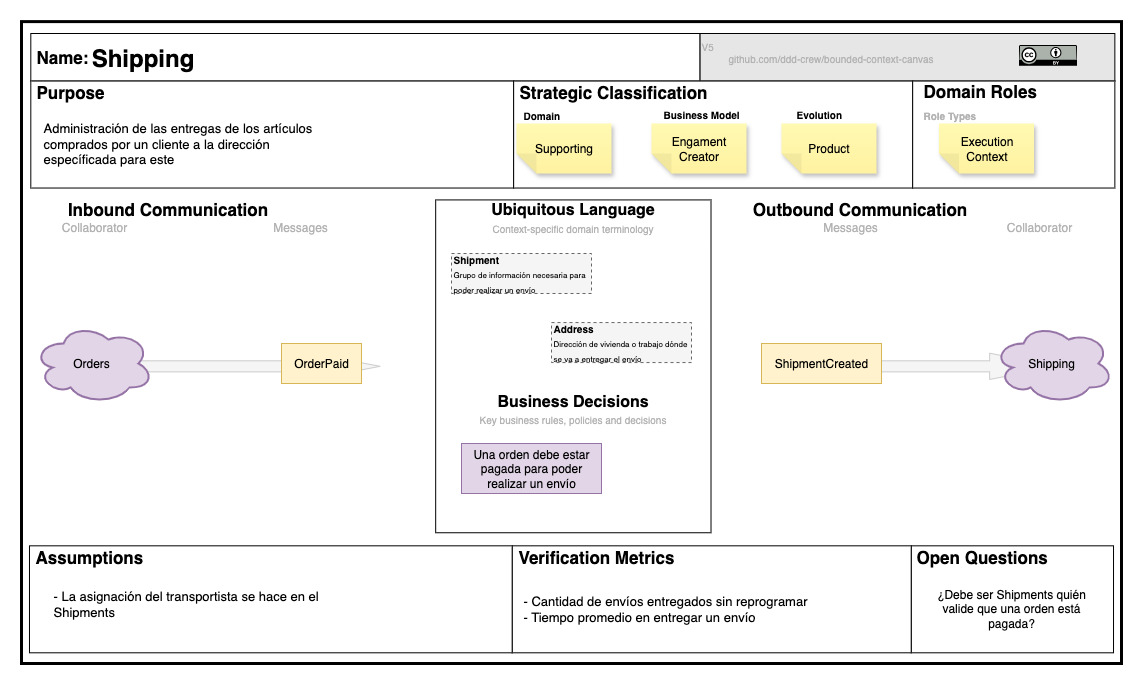 Name: Shipping
V5
github.com/ddd-crew/bounded-context-canvas
cc
BY
Purpose
Administración de las entregas de los artículos
comprados por un cliente a la dirección
específicada para este
Strategic Classification
Domain
Business Model
Evolution
Supporting
Engament
Creator
Product
Domain Roles
Role Types
Execution
Context
Inbound Communication
Collaborator
Messages
Orders
OrderPaid
Ubiquitous Language
Context-specific domain terminology
Shipment
Grupo de información necesaria para
poder realizar un envío
Address
Dirección de vivienda o trabajo dónde
se va a entregar el envío
Business Decisions
Key business rules, policies and decisions
Una orden debe estar
pagada para poder
realizar un envío
Outbound Communication
Messages
Collaborator
ShipmentCreated
Shipping
Assumptions
- La asignación del transportista se hace en el
Shipments
Verification Metrics
- Cantidad de envíos entregados sin reprogramar
- Tiempo promedio en entregar un envío
Open Questions
¿Debe ser Shipments quién
valide que una orden está
pagada?